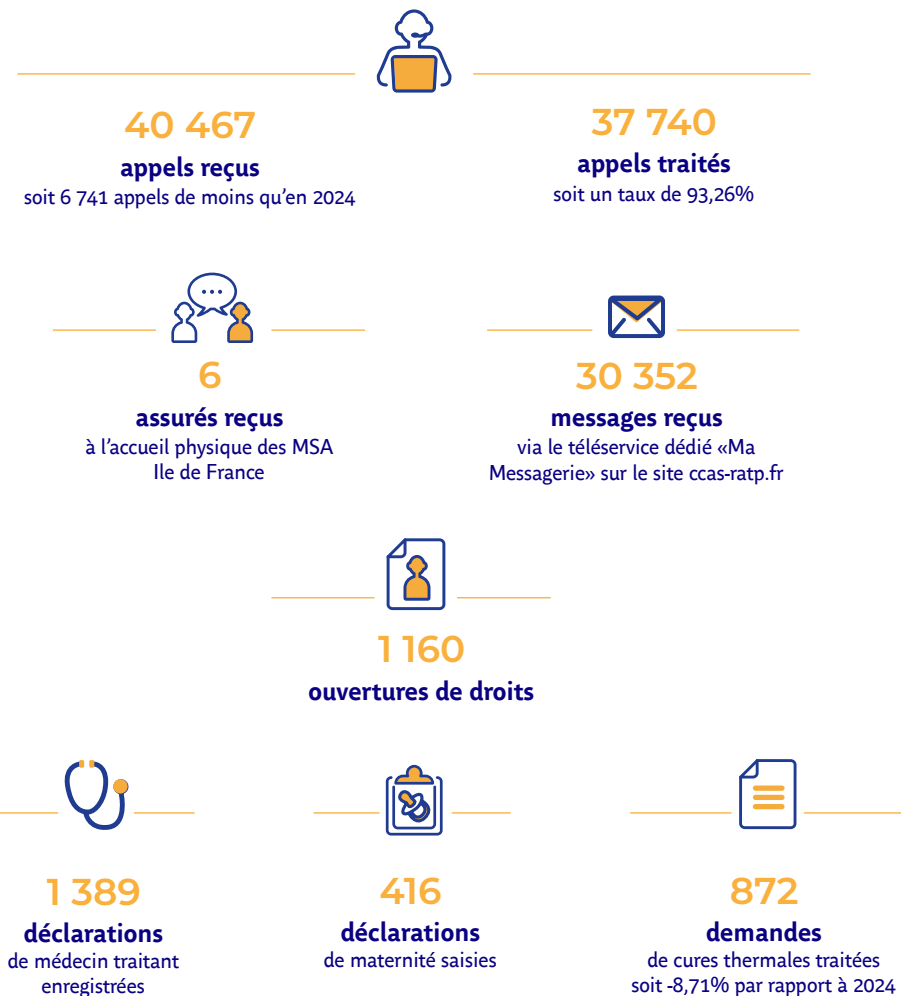 40 467
appels reçus
soit 6 741 appels de moins qu'en 2024
37 740
appels traités
soit un taux de 93,26%
6
assurés reçus
à l'accueil physique des MSA
Ile de France
30 352
messages reçus
via le téléservice dédié «Ma
Messagerie» sur le site ccas-ratp.fr
1 160
ouvertures de droits
1 389
déclarations
de médecin traitant
enregistrées
416
déclarations
de maternité saisies
872
demandes
de cures thermales traitées
soit -8,71% par rapport à 2024